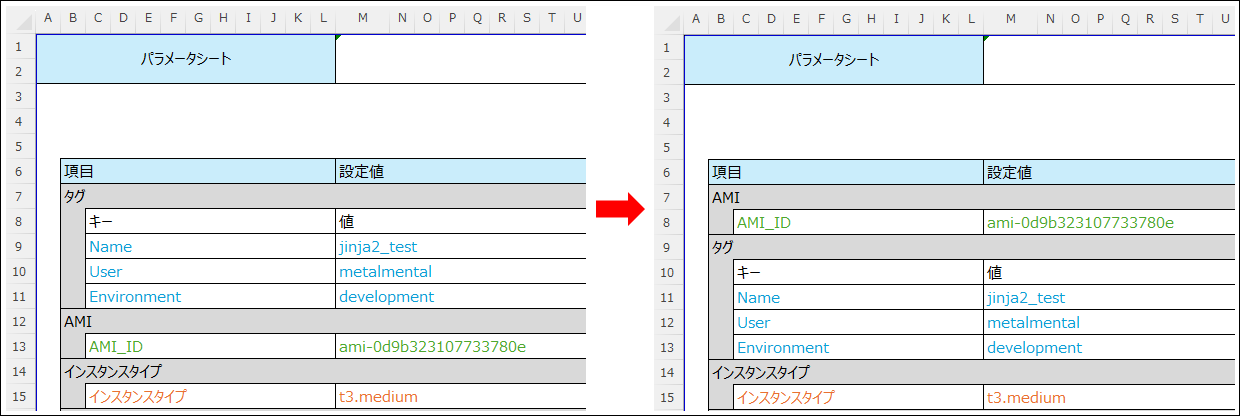 A B C D E F G H I J K L M N O P Q R S T U
1 パラメータシート
2
3
4
5
6 項目 設定値
7 タグ
8 キー 値
9 Name jinja2_test
10 User metalmental
11 Environment development
12 AMI
13 AMI_ID ami-0d9b323107733780e
14 インスタンスタイプ
15 インスタンスタイプ t3.medium
A B C D E F G H I J K L M N O P Q R S T U
1 パラメータシート
2
3
4
5
6 項目 設定値
7 AMI
8 AMI_ID ami-0d9b323107733780e
9 タグ
10 キー 値
11 Name jinja2_test
12 User metalmental
13 Environment development
14 インスタンスタイプ
15 インスタンスタイプ t3.medium